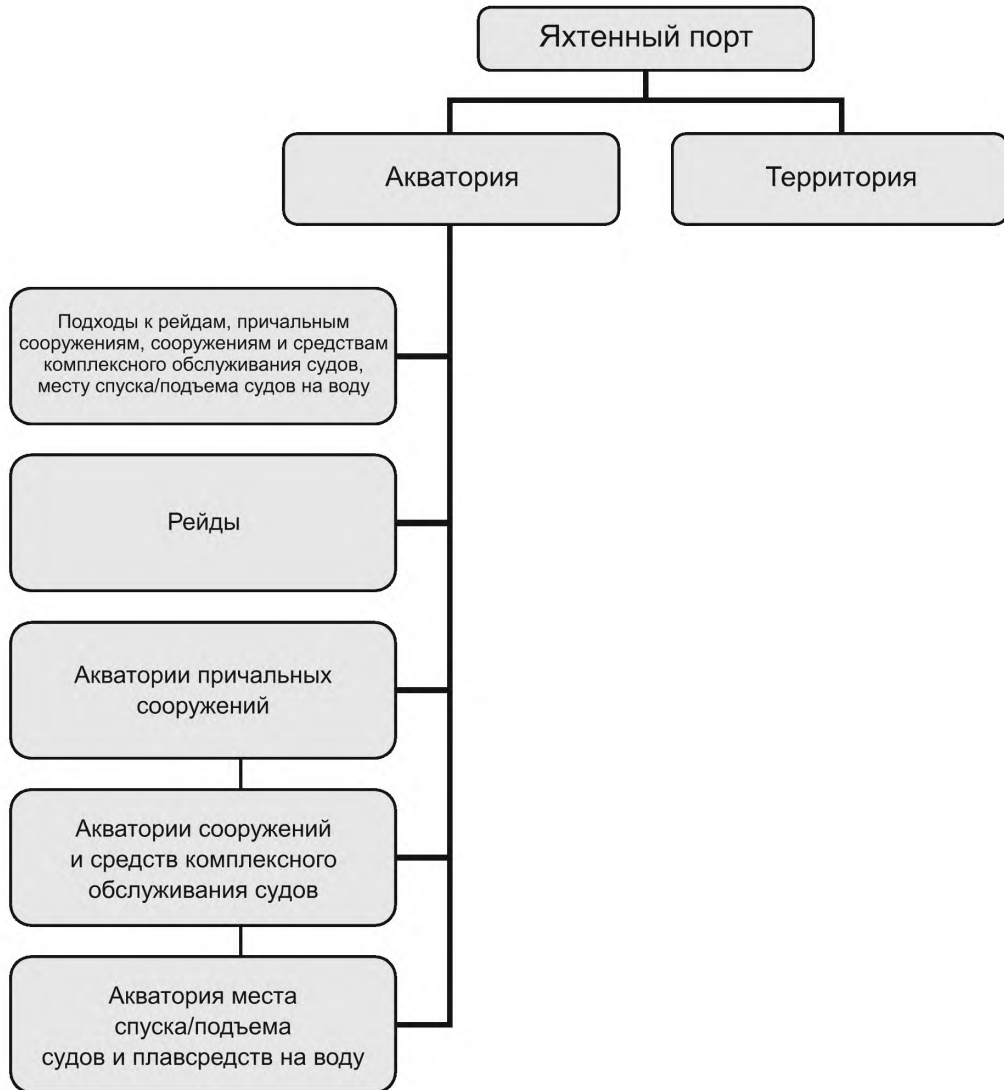 Яхтенный порт
Акватория
Территория
Подходы к рейдам, причальным
сооружениям, сооружениям и средствам
комплексного обслуживания судов,
месту спуска/подъема судов на воду
Рейды
Акватории причальных
сооружений
Акватории сооружений
и средств комплексного
обслуживания судов
Акватория места
спуска/подъема
судов и плавсредств на воду